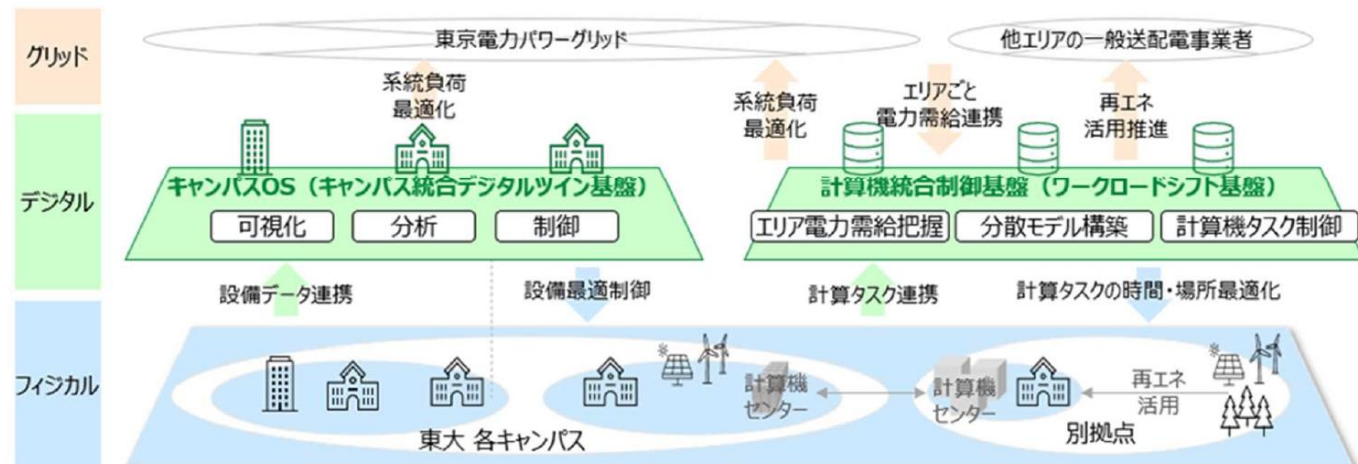 グリッド
東京電力パワーグリッド
他エリアの一般送配電事業者
系統負荷
最適化
系統負荷
最適化
エリアごと
電力需給連携
再エネ
活用推進
デジタル
キャンパスOS（キャンパス統合デジタルツイン基盤）
可視化
分析
制御
計算機統合制御基盤（ワークロードシフト基盤）
エリア電力需給把握
分散モデル構築
計算機タスク制御
設備データ連携
設備最適制御
計算タスク連携
計算タスクの時間・場所最適化
フィジカル
計算機
センター
計算機
センター
再エネ
活用
東大 各キャンパス
別拠点